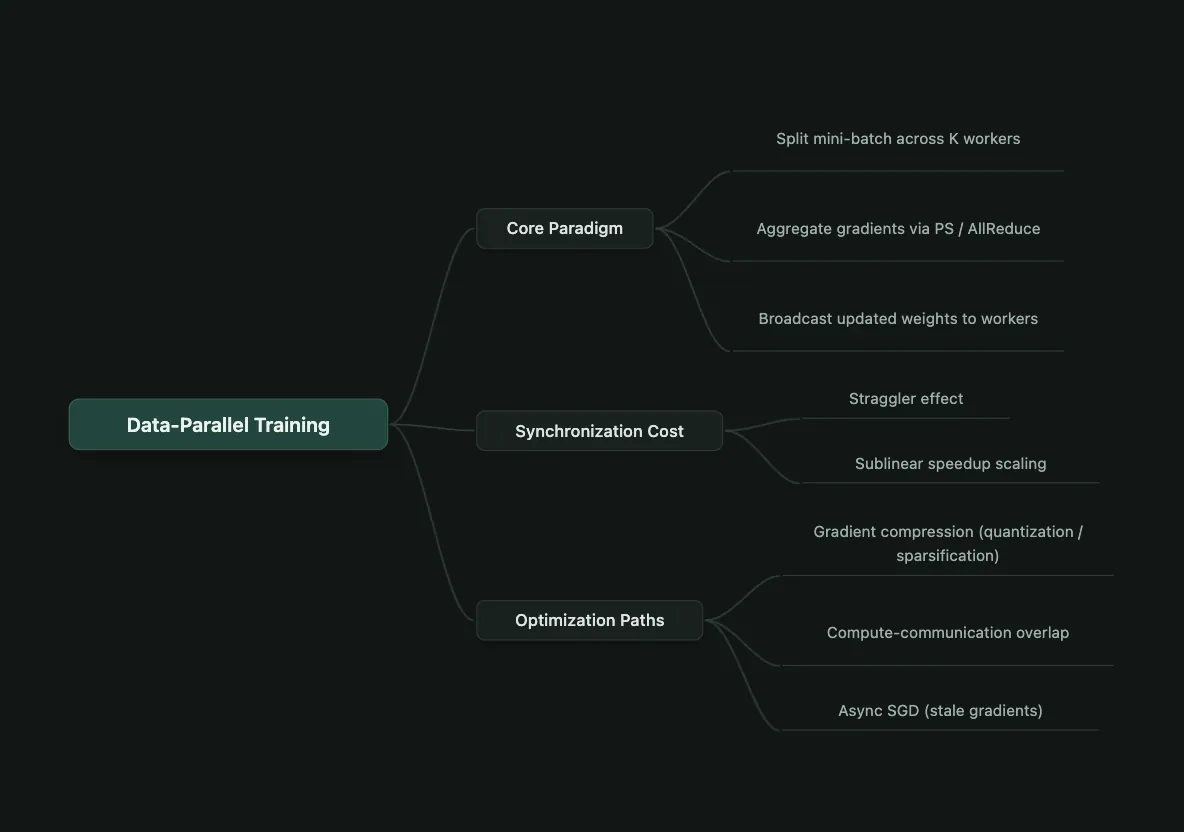 Data-Parallel Training
Core Paradigm
Split mini-batch across K workers
Aggregate gradients via PS / AllReduce
Broadcast updated weights to workers
Synchronization Cost
Straggler effect
Sublinear speedup scaling
Optimization Paths
Gradient compression (quantization /
sparsification)
Compute-communication overlap
Async SGD (stale gradients)